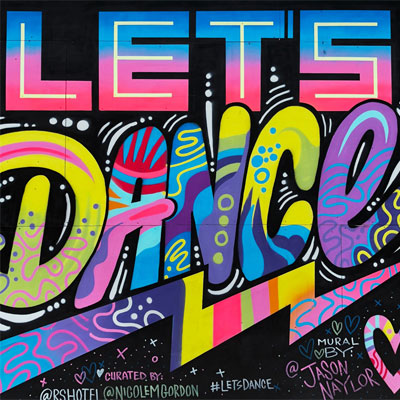 LET'S
DANCE
MURAL
BY:
@JASON
NAYLOR
CURATED BY:
@RSHOTEL @NICOLEMGORDON #LETSDANCE